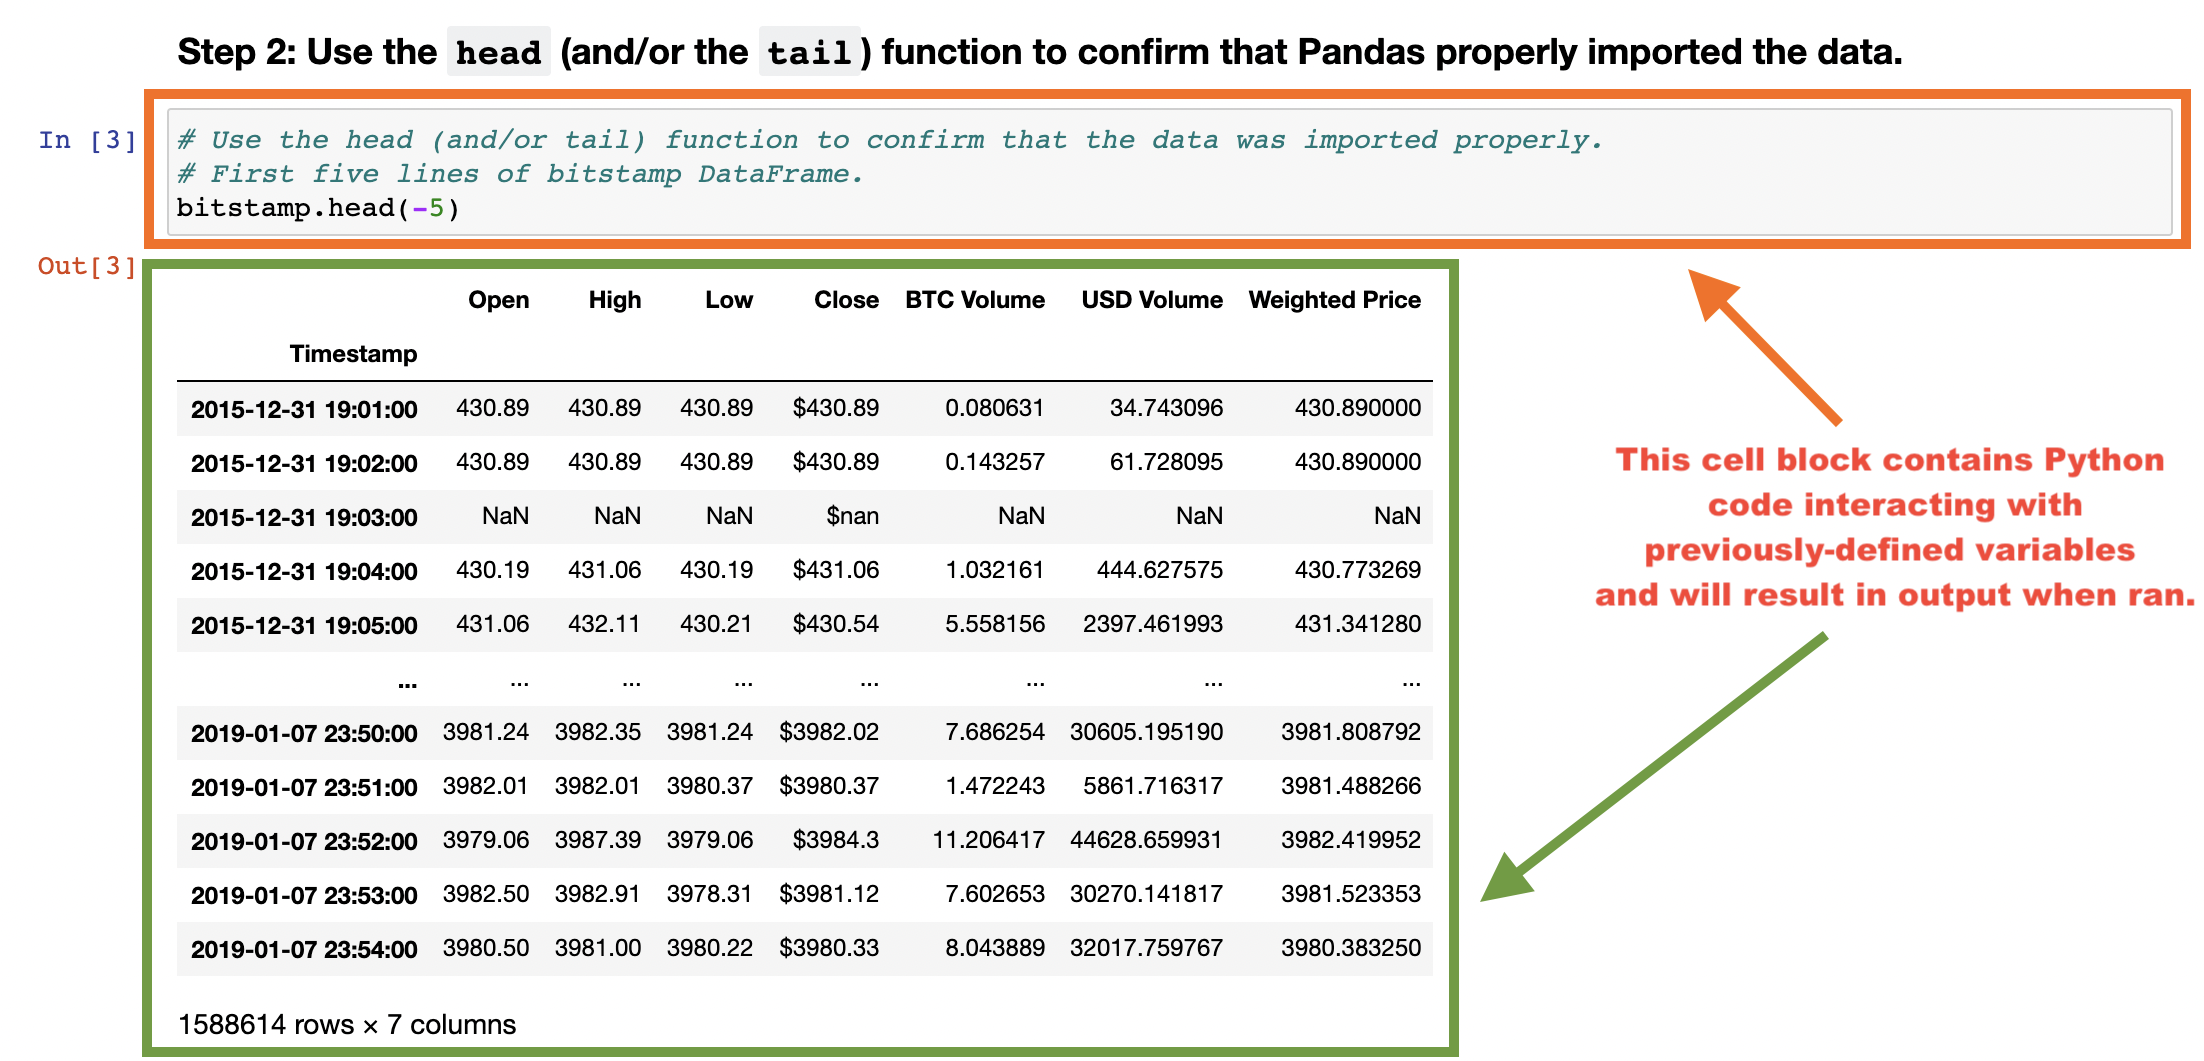 Step 2: Use the head (and/or the tail) function to confirm that Pandas properly imported the data.
In [3]
# Use the head (and/or tail) function to confirm that the data was imported properly.
# First five lines of bitstamp DataFrame.
bitstamp.head(-5)
Out[3]
Open High Low Close BTC Volume USD Volume Weighted Price
Timestamp
2015-12-31 19:01:00 430.89 430.89 430.89 $430.89 0.080631 34.743096 430.890000
2015-12-31 19:02:00 430.89 430.89 430.89 $430.89 0.143257 61.728095 430.890000
2015-12-31 19:03:00 NaN NaN NaN $nan NaN NaN NaN
2015-12-31 19:04:00 430.19 431.06 430.19 $431.06 1.032161 444.627575 430.773269
2015-12-31 19:05:00 431.06 432.11 430.21 $430.54 5.558156 2397.461993 431.341280
... ... ... ... ... ... ... ...
2019-01-07 23:50:00 3981.24 3982.35 3981.24 $3982.02 7.686254 30605.195190 3981.808792
2019-01-07 23:51:00 3982.01 3982.01 3980.37 $3980.37 1.472243 5861.716317 3981.488266
2019-01-07 23:52:00 3979.06 3987.39 3979.06 $3984.3 11.206417 44628.659931 3982.419952
2019-01-07 23:53:00 3982.50 3982.91 3978.31 $3981.12 7.602653 30270.141817 3981.523353
2019-01-07 23:54:00 3980.50 3981.00 3980.22 $3980.33 8.043889 32017.759767 3980.383250
1588614 rows × 7 columns
This cell block contains Python
code interacting with
previously-defined variables
and will result in output when ran.